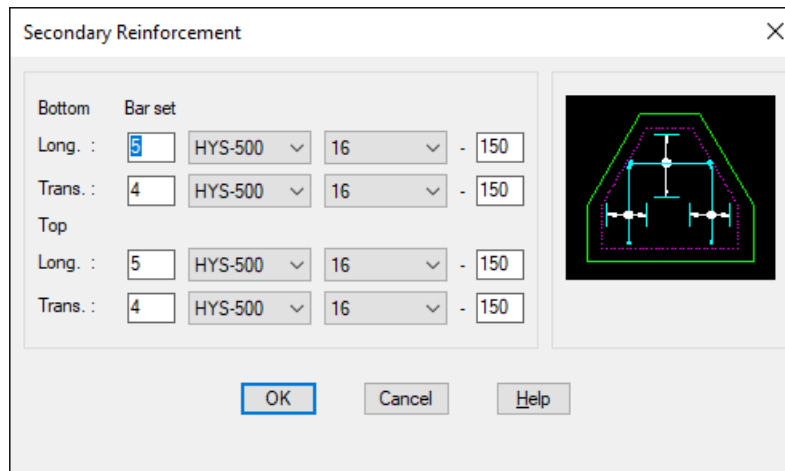 Secondary Reinforcement
Bottom Bar set
Long. : 5 HYS-500 16 - 150
Trans. : 4 HYS-500 16 - 150
Top
Long. : 5 HYS-500 16 - 150
Trans. : 4 HYS-500 16 - 150
OK Cancel Help